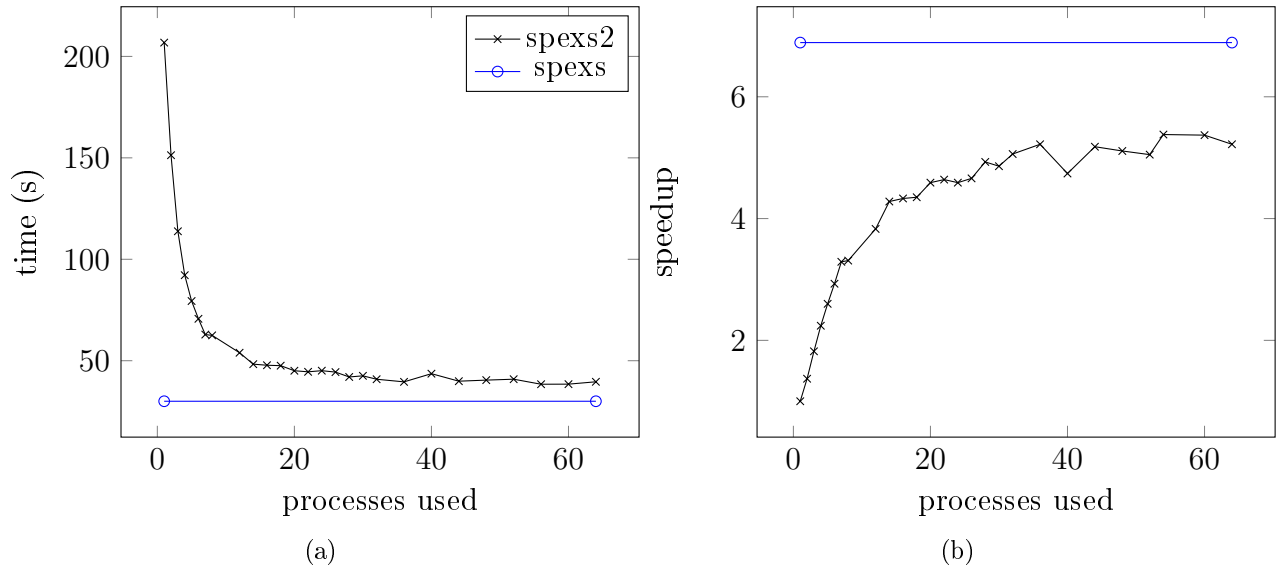 200
150
100
50
time (s)
0 20 40 60
processes used
(a)
spexs2
spexs
6
4
2
speedup
0 20 40 60
processes used
(b)